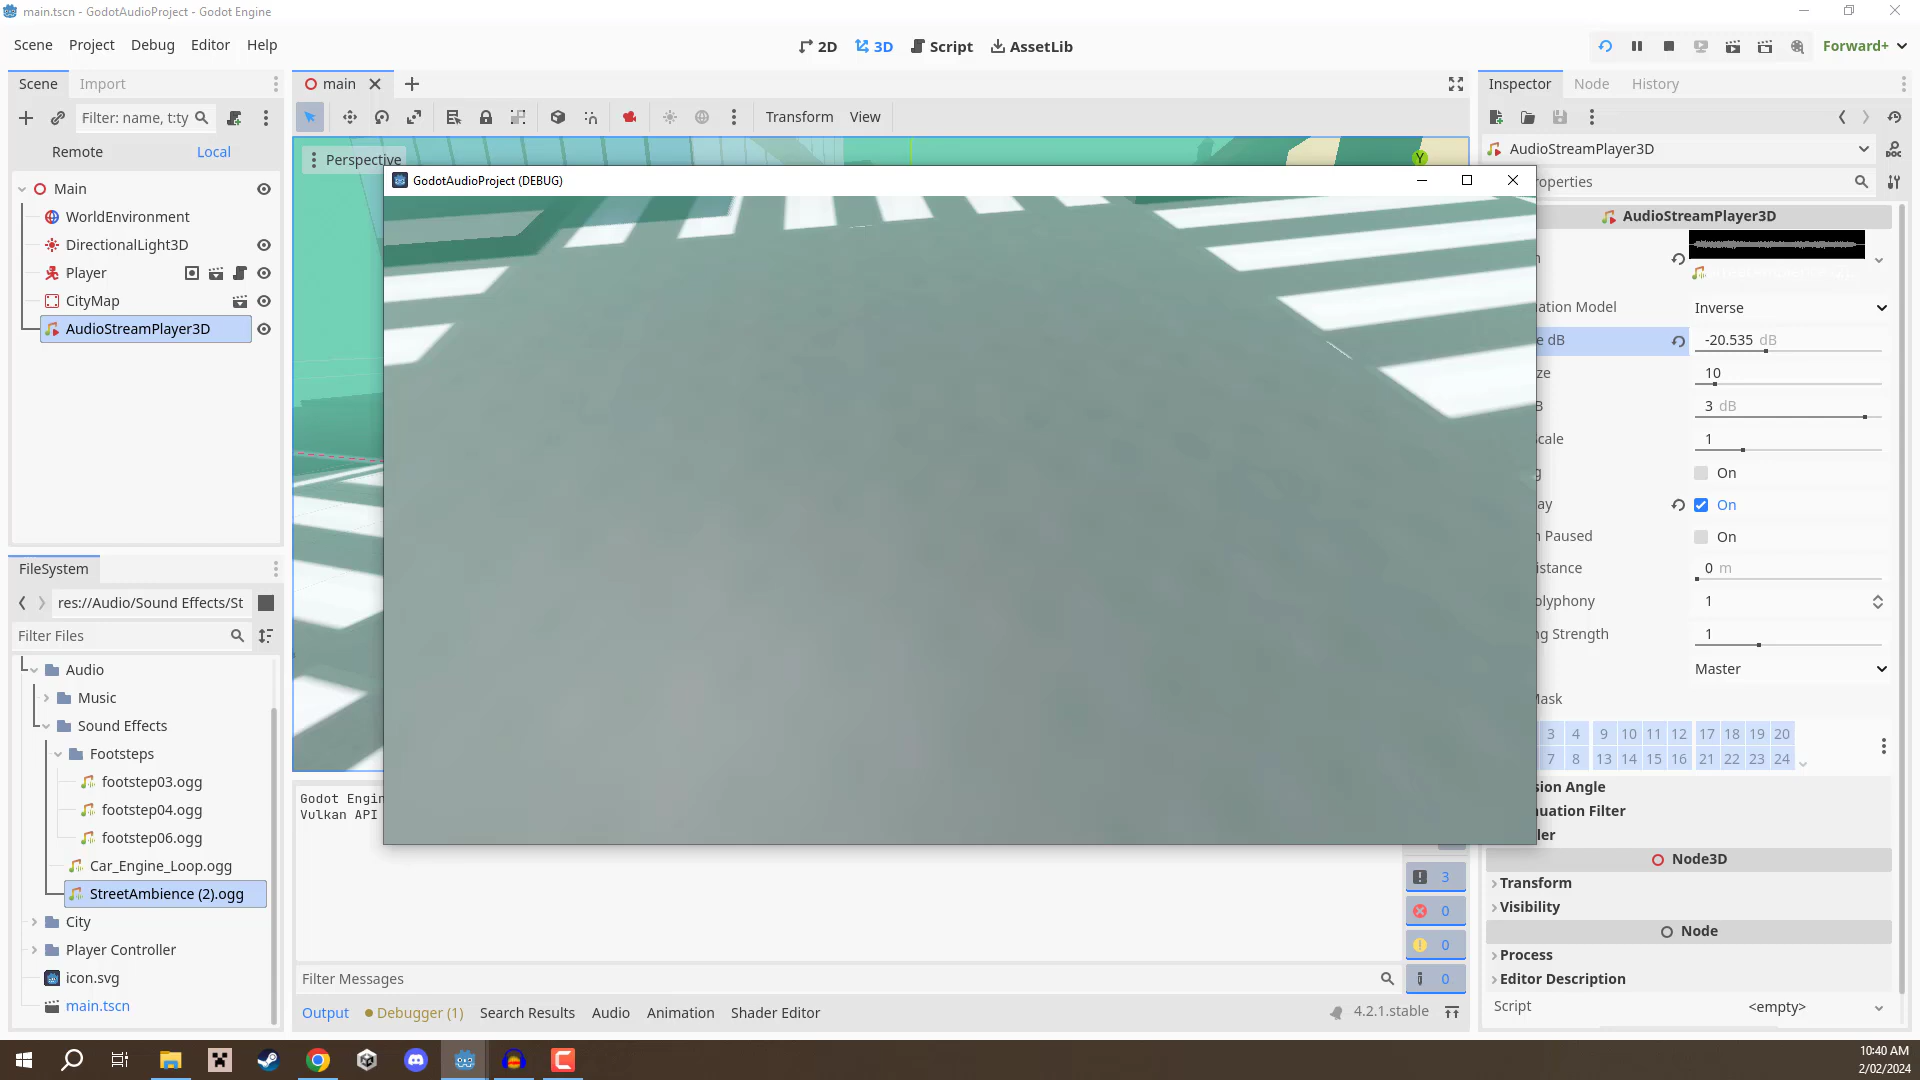 main.tscn - GodotAudioProject - Godot Engine
Scene Project Debug Editor Help
2D 3D Script AssetLib
Forward+
Scene Import
main
Inspector Node History
Filter: name, t:ty
Transform View
Remote Local
Perspective
AudioStreamPlayer3D
GodotAudioProject (DEBUG)
operties
Main
WorldEnvironment
DirectionalLight3D
Player
CityMap
AudioStreamPlayer3D
AudioStreamPlayer3D
n
ation Model Inverse
e dB -20.535 dB
ze 10
B 3 dB
Scale 1
g On
ay On
n Paused On
istance 0 m
olyphony 1
ng Strength 1
Master
Mask
3 4 9 10 11 12 17 18 19 20
7 8 13 14 15 16 21 22 23 24
sion Angle
nuation Filter
ler
Node3D
Transform
Visibility
Node
Process
Editor Description
Script <empty>
FileSystem
res://Audio/Sound Effects/St
Filter Files
Audio
Music
Sound Effects
Footsteps
footstep03.ogg
footstep04.ogg
footstep06.ogg
Car_Engine_Loop.ogg
StreetAmbience (2).ogg
City
Player Controller
icon.svg
main.tscn
Godot Engin
Vulkan API
3
0
0
0
Filter Messages
Output Debugger (1) Search Results Audio Animation Shader Editor
4.2.1.stable
10:40 AM
2/02/2024